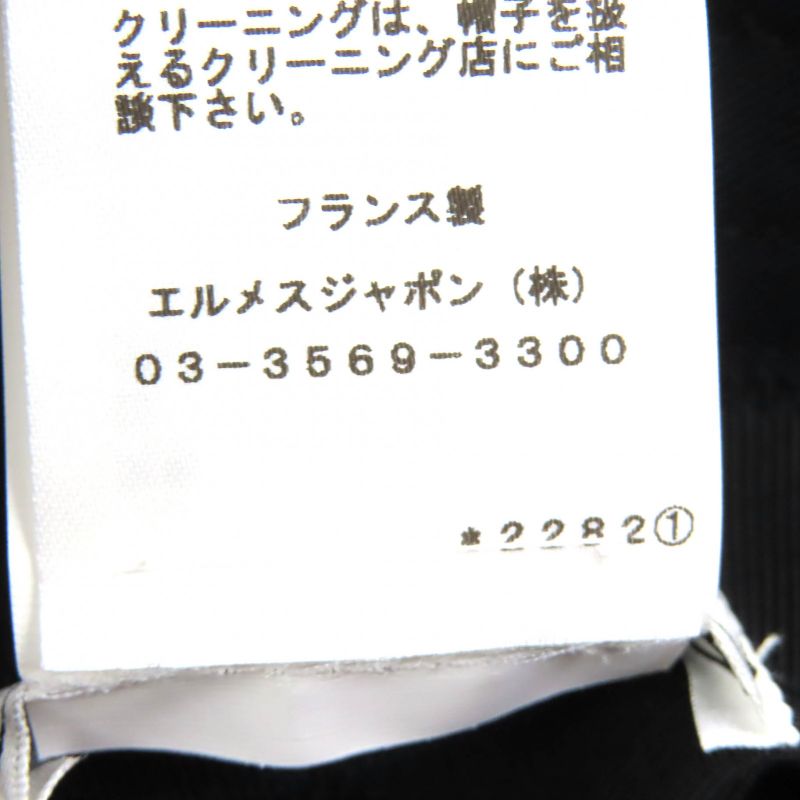 クリーニングは、帽子を扱
えるクリーニング店にご相
談下さい。
フランス製
エルメスジャポン（株）
０３－３５６９－３３００
*２２８２①